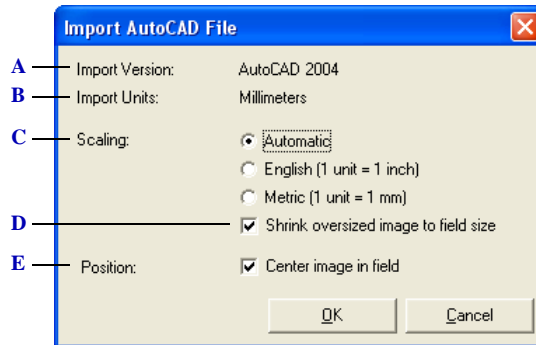 Import AutoCAD File
A Import Version: AutoCAD 2004
B Import Units: Millimeters
C Scaling: Automatic
English (1 unit = 1 inch)
Metric (1 unit = 1 mm)
D Shrink oversized image to field size
E Position: Center image in field
OK Cancel